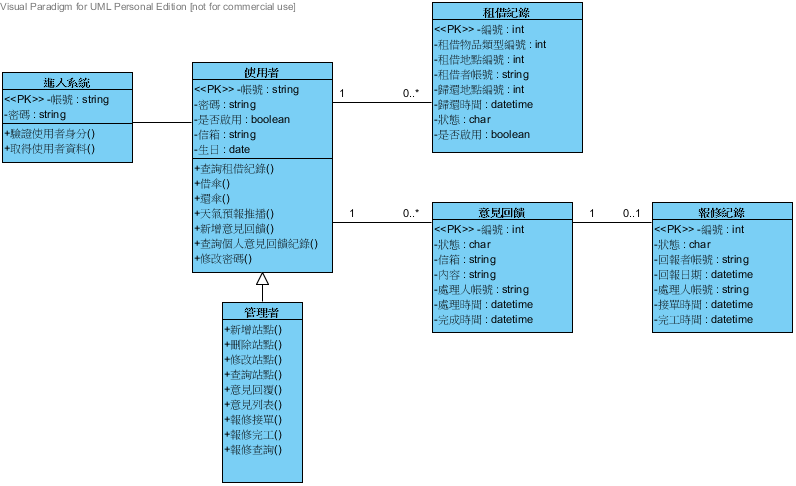 Visual Paradigm for UML Personal Edition [not for commercial use]
租借紀錄
<<PK>> -編號 : int
-租借物品類型編號 : int
-租借地點編號 : int
-租借者帳號 : string
-歸還地點編號 : int
-歸還時間 : datetime
-狀態 : char
-是否啟用 : boolean
進入系統
<<PK>> -帳號 : string
-密碼 : string
+驗證使用者身分()
+取得使用者資料()
使用者
<<PK>> -帳號 : string
-密碼 : string
-是否啟用 : boolean
-信箱 : string
-生日 : date
+查詢租借紀錄()
+借傘()
+還傘()
+天氣預報推播()
+新增意見回饋()
+查詢個人意見回饋紀錄()
+修改密碼()
1
0..*
1
0..*
意見回饋
<<PK>> -編號 : int
-狀態 : char
-信箱 : string
-內容 : string
-處理人帳號 : string
-處理時間 : datetime
-完成時間 : datetime
1
0..1
報修紀錄
<<PK>> -編號 : int
-狀態 : char
-回報者帳號 : string
-回報日期 : datetime
-處理人帳號 : string
-接單時間 : datetime
-完工時間 : datetime
管理者
+新增站點()
+刪除站點()
+修改站點()
+查詢站點()
+意見回覆()
+意見列表()
+報修接單()
+報修完工()
+報修查詢()